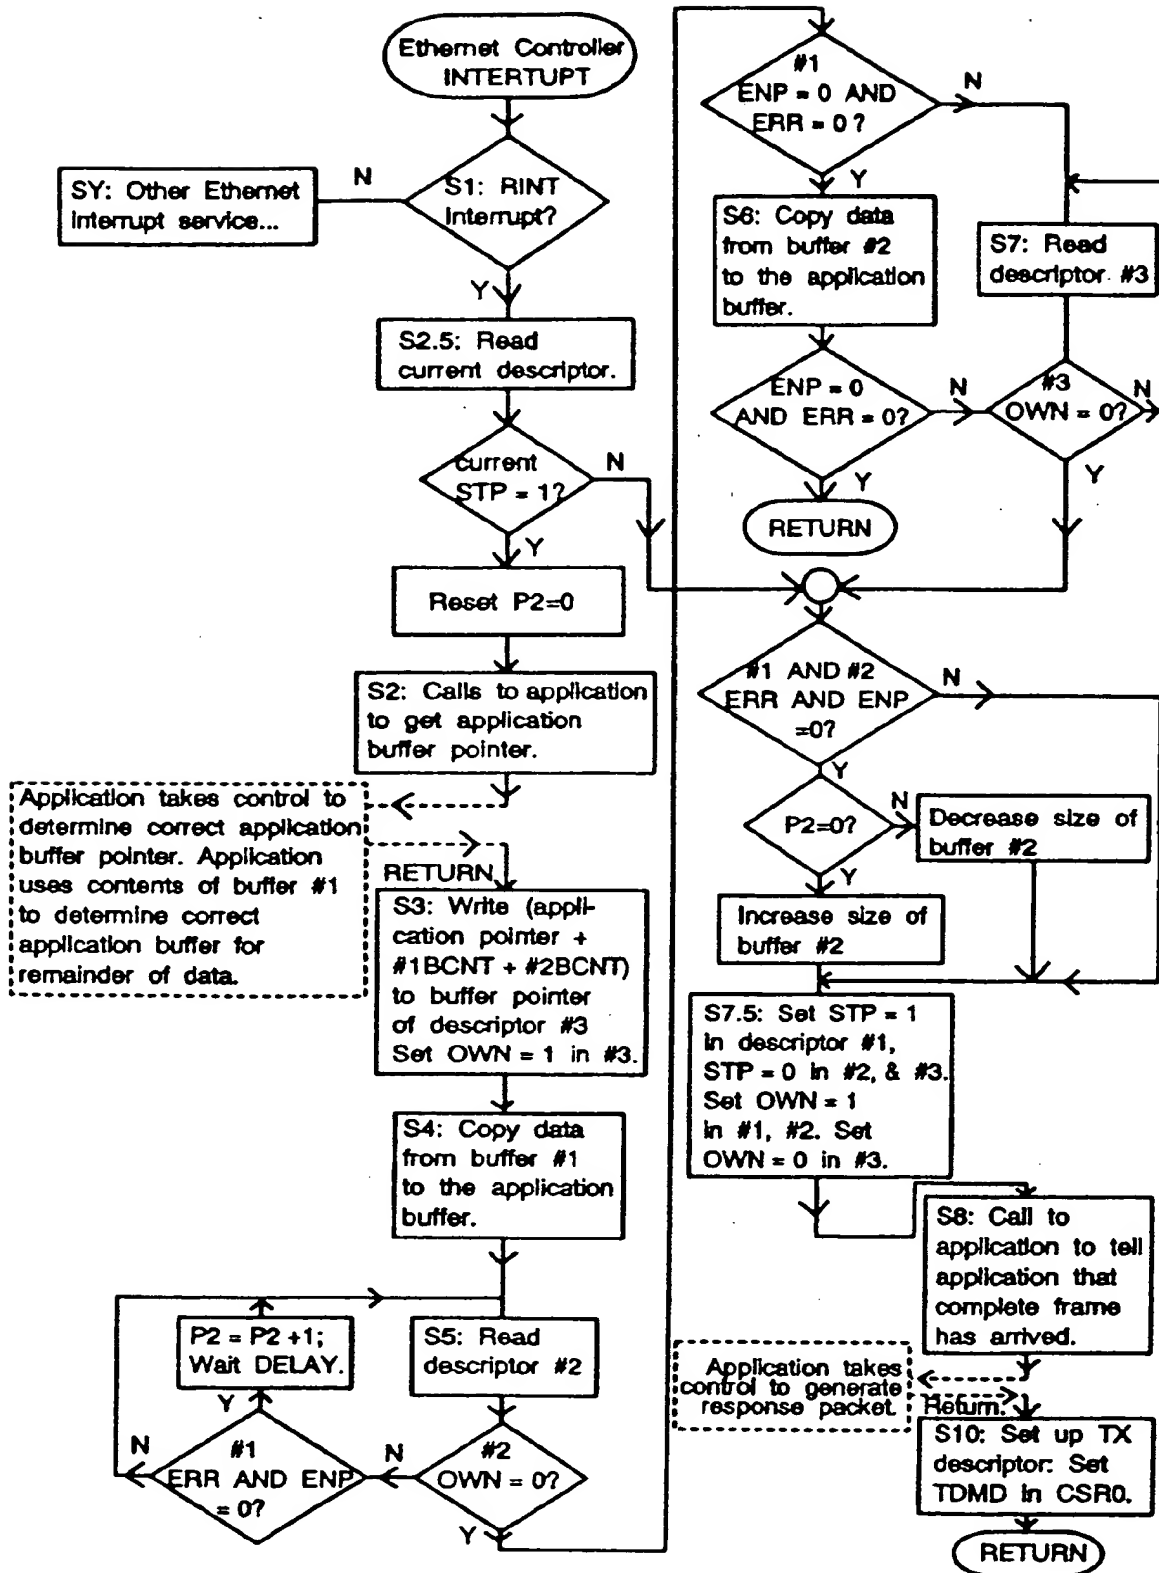 Ethernet Controller
INTERTUPT
S1: RINT
Interrupt?
N
SY: Other Ethernet
Interrupt service...
Y
S2.5: Read
current descriptor.
current
STP = 1?
N
Y
Reset P2=0
S2: Calls to application
to get application
buffer pointer.
Application takes control to
determine correct application
buffer pointer. Application
uses contents of buffer #1
to determine correct
application buffer for
remainder of data.
RETURN
S3: Write (appli-
cation pointer +
#1BCNT + #2BCNT)
to buffer pointer
of descriptor #3
Set OWN = 1 in #3.
S4: Copy data
from buffer #1
to the application
buffer.
P2 = P2 +1;
Wait DELAY.
S5: Read
descriptor #2
Y
N
#1
ERR AND ENP
= 0?
N
#2
OWN = 0?
Y
#1
ENP = 0 AND
ERR = 0?
N
Y
S6: Copy data
from buffer #2
to the application
buffer.
S7: Read
descriptor #3
ENP = 0
AND ERR = 0?
N
#3
OWN = 0?
N
Y
Y
RETURN
#1 AND #2
ERR AND ENP
=0?
N
Y
P2=0?
N
Decrease size of
buffer #2
Y
Increase size of
buffer #2
S7.5: Set STP = 1
in descriptor #1,
STP = 0 in #2, & #3.
Set OWN = 1
in #1, #2. Set
OWN = 0 in #3.
S8: Call to
application to tell
application that
complete frame
has arrived.
Application takes
control to generate
response packet.
Return.
S10: Set up TX
descriptor: Set
TDMD in CSR0.
RETURN